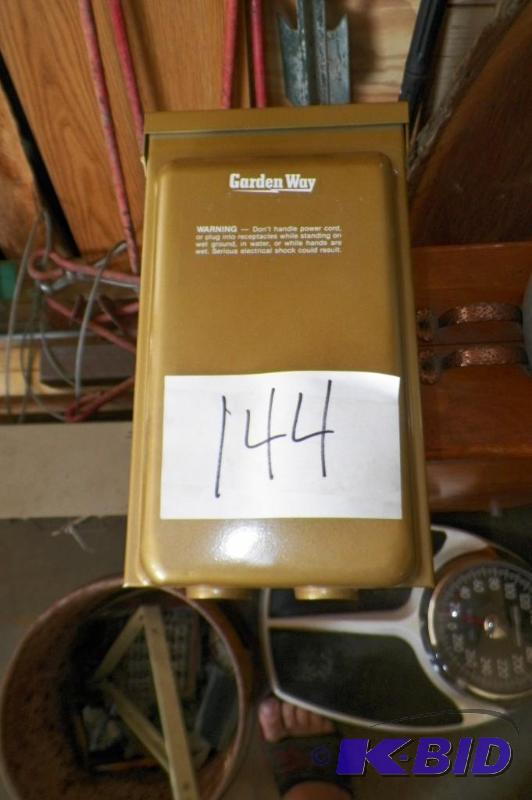 Garden Way
WARNING — Don't handle power cord,
or plug into receptacles while standing on
wet ground, in water, or while hands are
wet. Serious electrical shock could result.
144
© K-BID